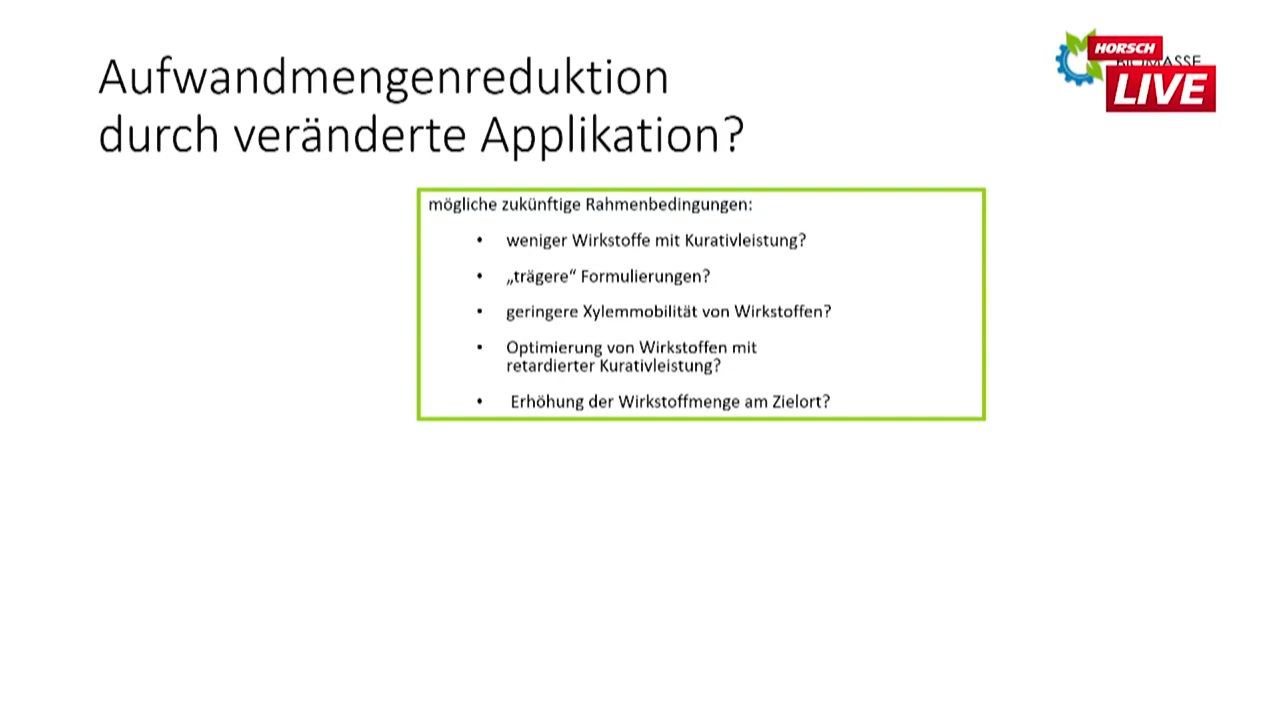 Aufwandmengenreduktion
durch veränderte Applikation?
HORSCH
LIVE
mögliche zukünftige Rahmenbedingungen:
• weniger Wirkstoffe mit Kurativleistung?
• „trägere“ Formulierungen?
• geringere Xylemmobilität von Wirkstoffen?
• Optimierung von Wirkstoffen mit
retardierter Kurativleistung?
• Erhöhung der Wirkstoffmenge am Zielort?